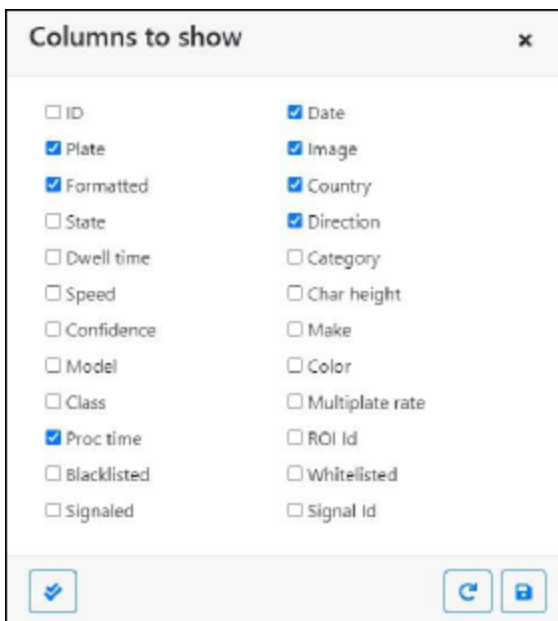 Columns to show
ID
Date
Plate
Image
Formatted
Country
State
Direction
Dwell time
Category
Speed
Char height
Confidence
Make
Model
Color
Class
Multiplate rate
Proc time
ROI Id
Blacklisted
Whitelisted
Signaled
Signal Id